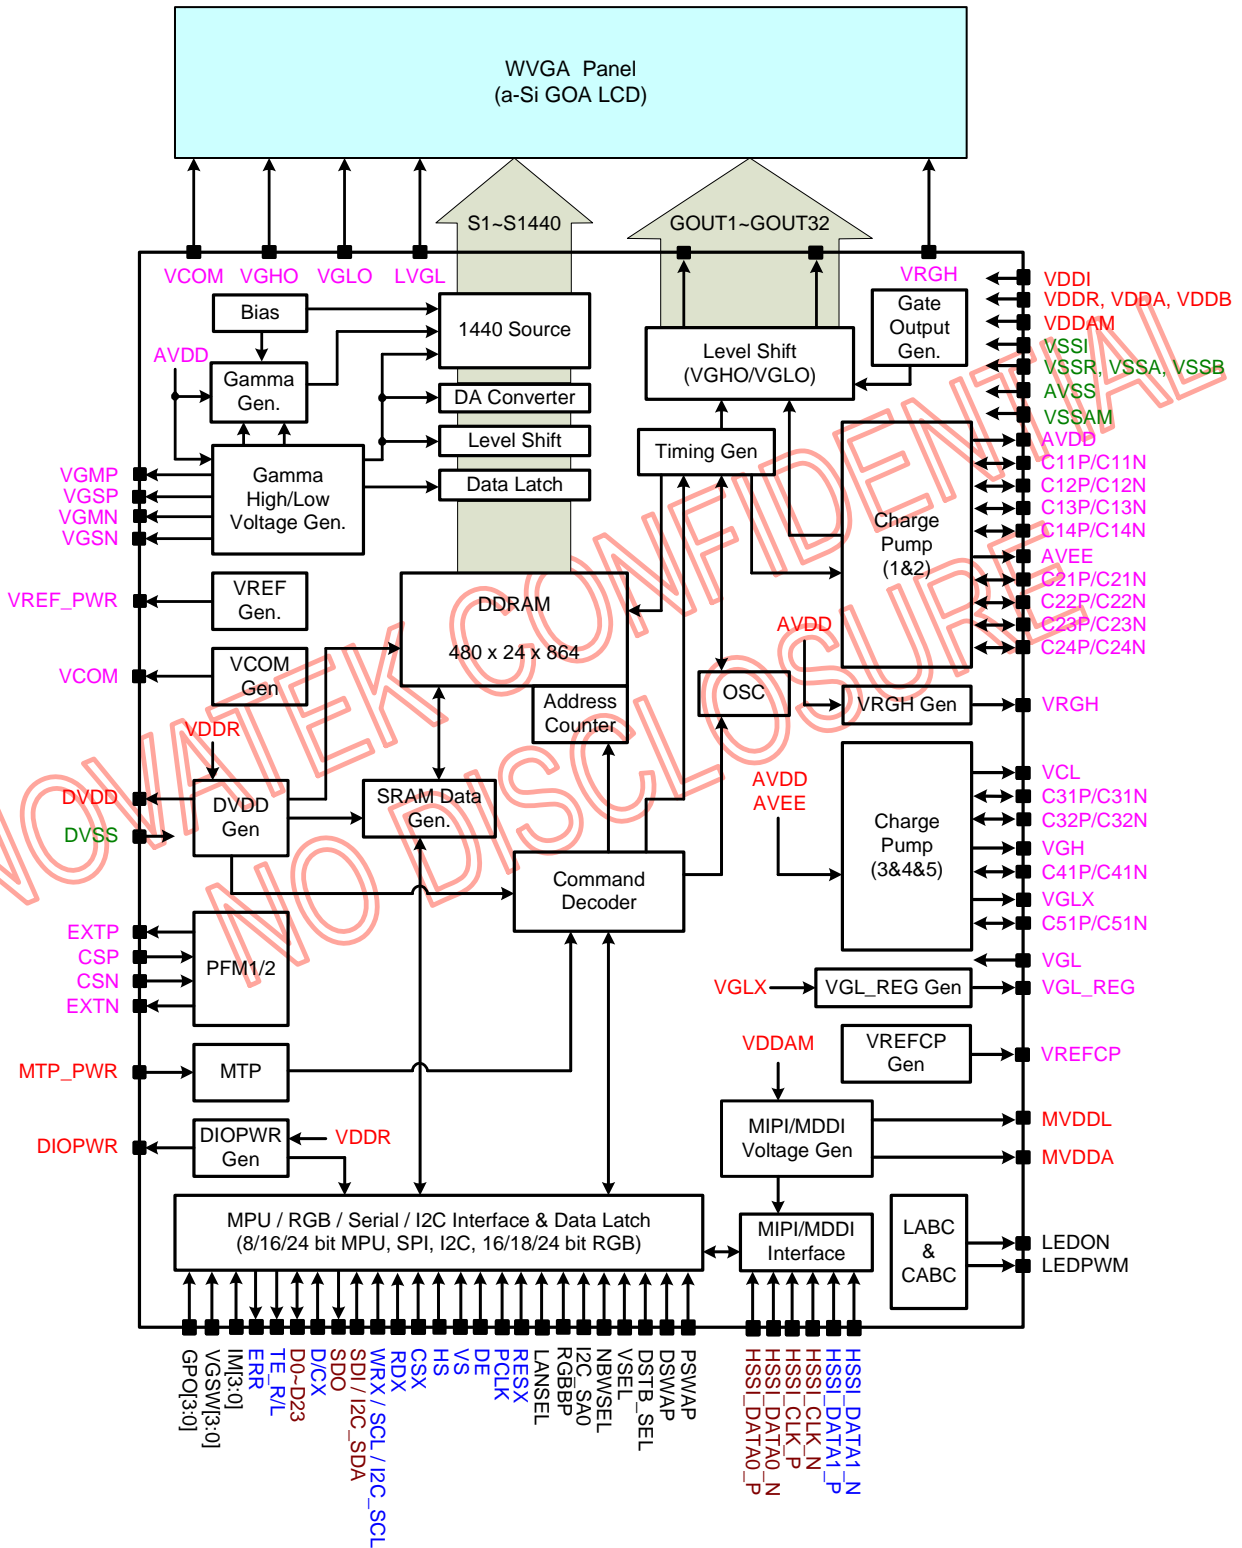 WVGA Panel
(a-Si GOA LCD)
S1~S1440
GOUT1~GOUT32
VCOM
VGHO
VGLO
LVGL
VRGH
Bias
1440 Source
AVDD
Gamma
Gen.
DA Converter
Level Shift
Data Latch
Gamma
High/Low
Voltage Gen.
VGMP
VGSP
VGMN
VGSN
Level Shift
(VGHO/VGLO)
Gate
Output
Gen.
Timing Gen
VDDI
VDDR, VDDA, VDDB
VDDAM
VSSI
VSSR, VSSA, VSSB
AVSS
VSSAM
AVDD
C11P/C11N
C12P/C12N
C13P/C13N
C14P/C14N
AVEE
C21P/C21N
C22P/C22N
C23P/C23N
C24P/C24N
Charge
Pump
(1&2)
VREF_PWR
VREF
Gen.
DDRAM
480 x 24 x 864
VCOM
VCOM
Gen
Address
Counter
OSC
AVDD
VRGH Gen
VRGH
VDDR
DVDD
DVSS
DVDD
Gen
SRAM Data
Gen.
AVDD
AVEE
Charge
Pump
(3&4&5)
VCL
C31P/C31N
C32P/C32N
VGH
C41P/C41N
VGLX
C51P/C51N
VGL
Command
Decoder
EXTP
CSP
CSN
EXTN
PFM1/2
VGLX
VGL_REG Gen
VGL_REG
MTP_PWR
MTP
VDDAM
VREFCP
Gen
VREFCP
DIOPWR
DIOPWR
Gen
VDDR
MIPI/MDDI
Voltage Gen
MVDDL
MVDDA
MPU / RGB / Serial / I2C Interface & Data Latch
(8/16/24 bit MPU, SPI, I2C, 16/18/24 bit RGB)
MIPI/MDDI
Interface
LABC
&
CABC
LEDON
LEDPWM
GPO[3:0]
VGSW[3:0]
IM[3:0]
ERR
TE_R/L
D0~D23
D/CX
SDO
SDI / I2C_SDA
WRX / SCL / I2C_SCL
RDX
CSX
HS
VS
DE
PCLK
RESX
LANSEL
RGBBP
I2C_SA0
NBWSEL
VSEL
DSTB_SEL
DSWAP
PSWAP
HSSI_DATA0_P
HSSI_DATA0_N
HSSI_CLK_P
HSSI_CLK_N
HSSI_DATA1_P
HSSI_DATA1_N
NOVATEK CONFIDENTIAL
NO DISCLOSURE